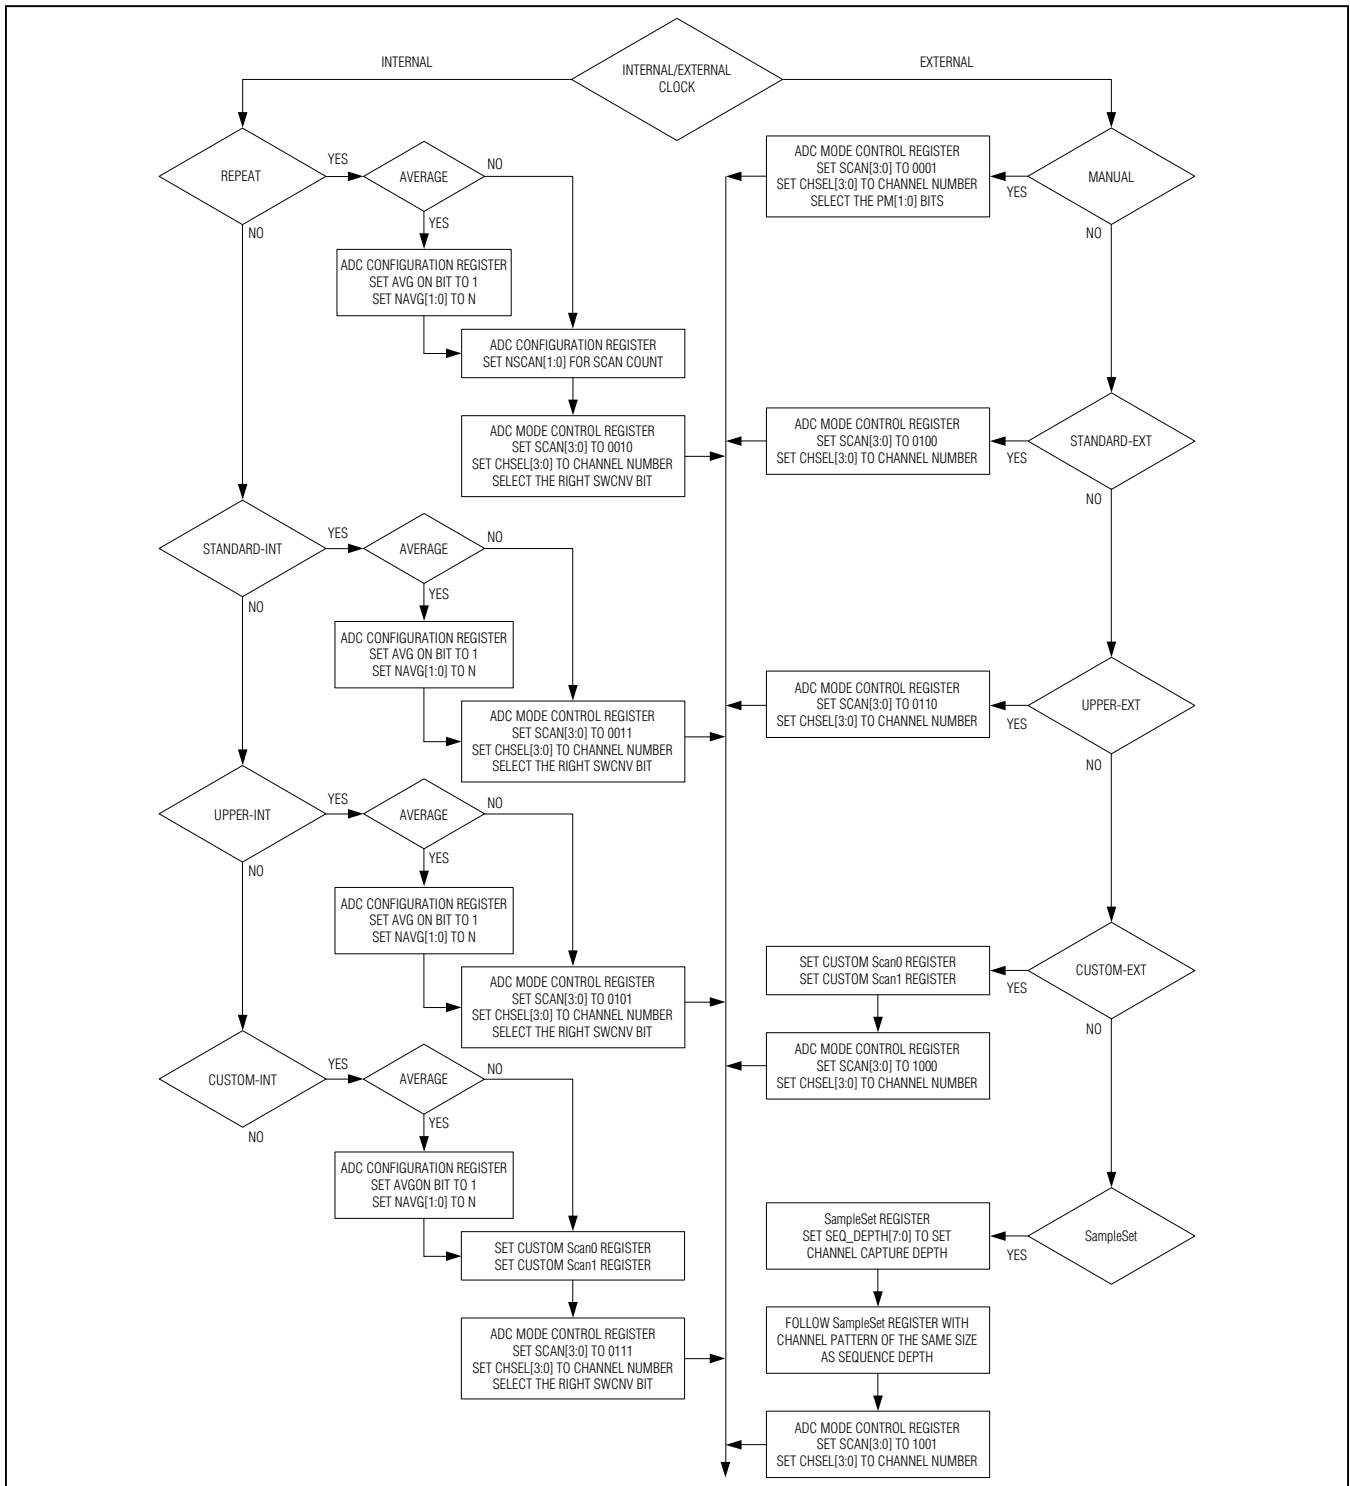 INTERNAL
INTERNAL/EXTERNAL
CLOCK
EXTERNAL
REPEAT
YES
AVERAGE
NO
YES
NO
ADC CONFIGURATION REGISTER
SET AVG ON BIT TO 1
SET NAVG[1:0] TO N
ADC CONFIGURATION REGISTER
SET NSCAN[1:0] FOR SCAN COUNT
ADC MODE CONTROL REGISTER
SET SCAN[3:0] TO 0010
SET CHSEL[3:0] TO CHANNEL NUMBER
SELECT THE RIGHT SWCNV BIT
STANDARD-INT
YES
AVERAGE
NO
YES
NO
ADC CONFIGURATION REGISTER
SET AVG ON BIT TO 1
SET NAVG[1:0] TO N
ADC MODE CONTROL REGISTER
SET SCAN[3:0] TO 0011
SET CHSEL[3:0] TO CHANNEL NUMBER
SELECT THE RIGHT SWCNV BIT
UPPER-INT
YES
AVERAGE
NO
YES
NO
ADC CONFIGURATION REGISTER
SET AVG ON BIT TO 1
SET NAVG[1:0] TO N
ADC MODE CONTROL REGISTER
SET SCAN[3:0] TO 0101
SET CHSEL[3:0] TO CHANNEL NUMBER
SELECT THE RIGHT SWCNV BIT
CUSTOM-INT
YES
AVERAGE
NO
YES
NO
ADC CONFIGURATION REGISTER
SET AVGON BIT TO 1
SET NAVG[1:0] TO N
SET CUSTOM Scan0 REGISTER
SET CUSTOM Scan1 REGISTER
ADC MODE CONTROL REGISTER
SET SCAN[3:0] TO 0111
SET CHSEL[3:0] TO CHANNEL NUMBER
SELECT THE RIGHT SWCNV BIT
ADC MODE CONTROL REGISTER
SET SCAN[3:0] TO 0001
SET CHSEL[3:0] TO CHANNEL NUMBER
SELECT THE PM[1:0] BITS
YES
MANUAL
NO
ADC MODE CONTROL REGISTER
SET SCAN[3:0] TO 0100
SET CHSEL[3:0] TO CHANNEL NUMBER
YES
STANDARD-EXT
NO
ADC MODE CONTROL REGISTER
SET SCAN[3:0] TO 0110
SET CHSEL[3:0] TO CHANNEL NUMBER
YES
UPPER-EXT
NO
SET CUSTOM Scan0 REGISTER
SET CUSTOM Scan1 REGISTER
YES
CUSTOM-EXT
NO
ADC MODE CONTROL REGISTER
SET SCAN[3:0] TO 1000
SET CHSEL[3:0] TO CHANNEL NUMBER
SampleSet REGISTER
SET SEQ_DEPTH[7:0] TO SET
CHANNEL CAPTURE DEPTH
YES
SampleSet
FOLLOW SampleSet REGISTER WITH
CHANNEL PATTERN OF THE SAME SIZE
AS SEQUENCE DEPTH
ADC MODE CONTROL REGISTER
SET SCAN[3:0] TO 1001
SET CHSEL[3:0] TO CHANNEL NUMBER